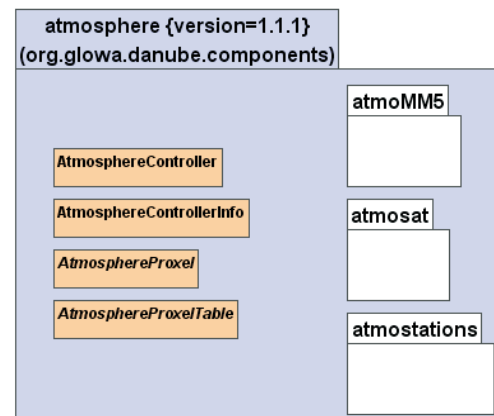 atmosphere {version=1.1.1}
(org.glowa.danube.components)
atmoMM5
AtmosphereController
AtmosphereControllerInfo
atmosat
AtmosphereProxel
AtmosphereProxelTable
atmostations